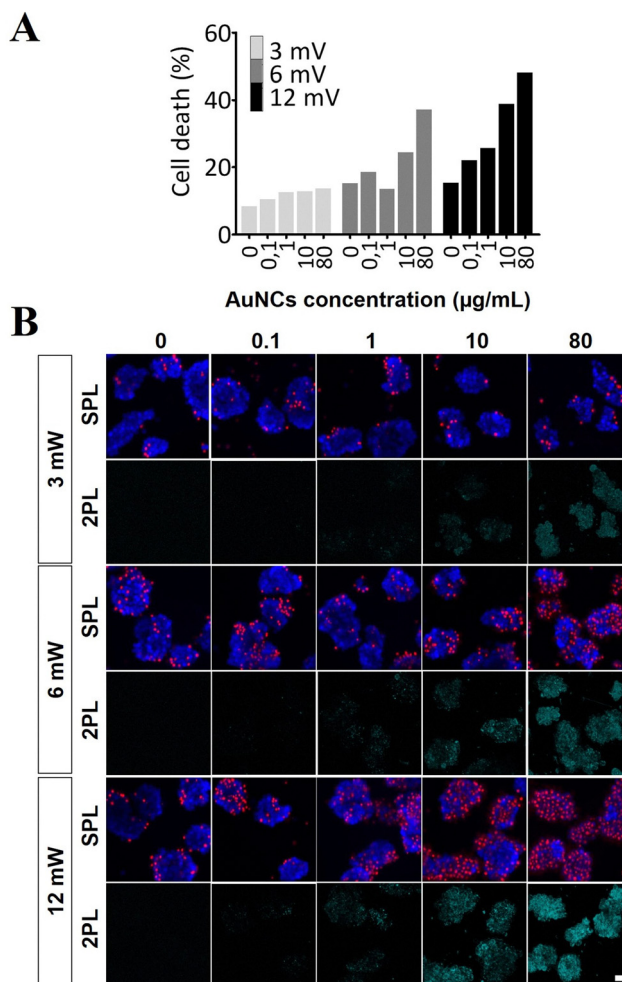 A
60
40
20
0
Cell death (%)
3 mV
6 mV
12 mV
0 0,1 1 10 80 0 0,1 1 10 80 0 0,1 1 10 80
AuNCs concentration (µg/mL)
B
0 0.1 1 10 80
3 mW
SPL
2PL
6 mW
SPL
2PL
12 mW
SPL
2PL